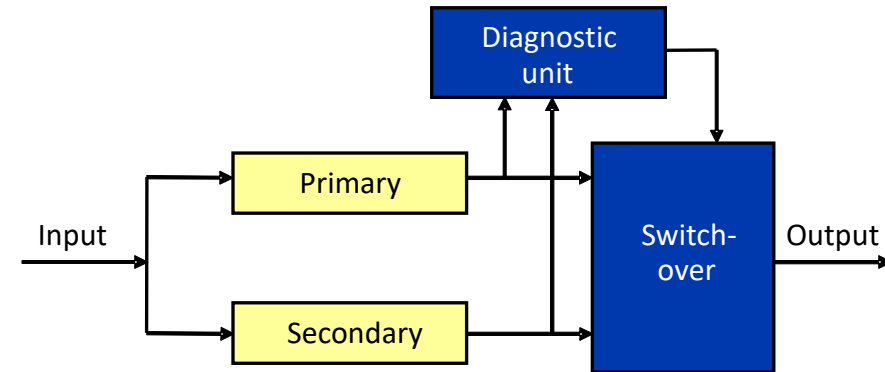 Diagnostic
unit
Primary
Input
Switch-
over
Output
Secondary